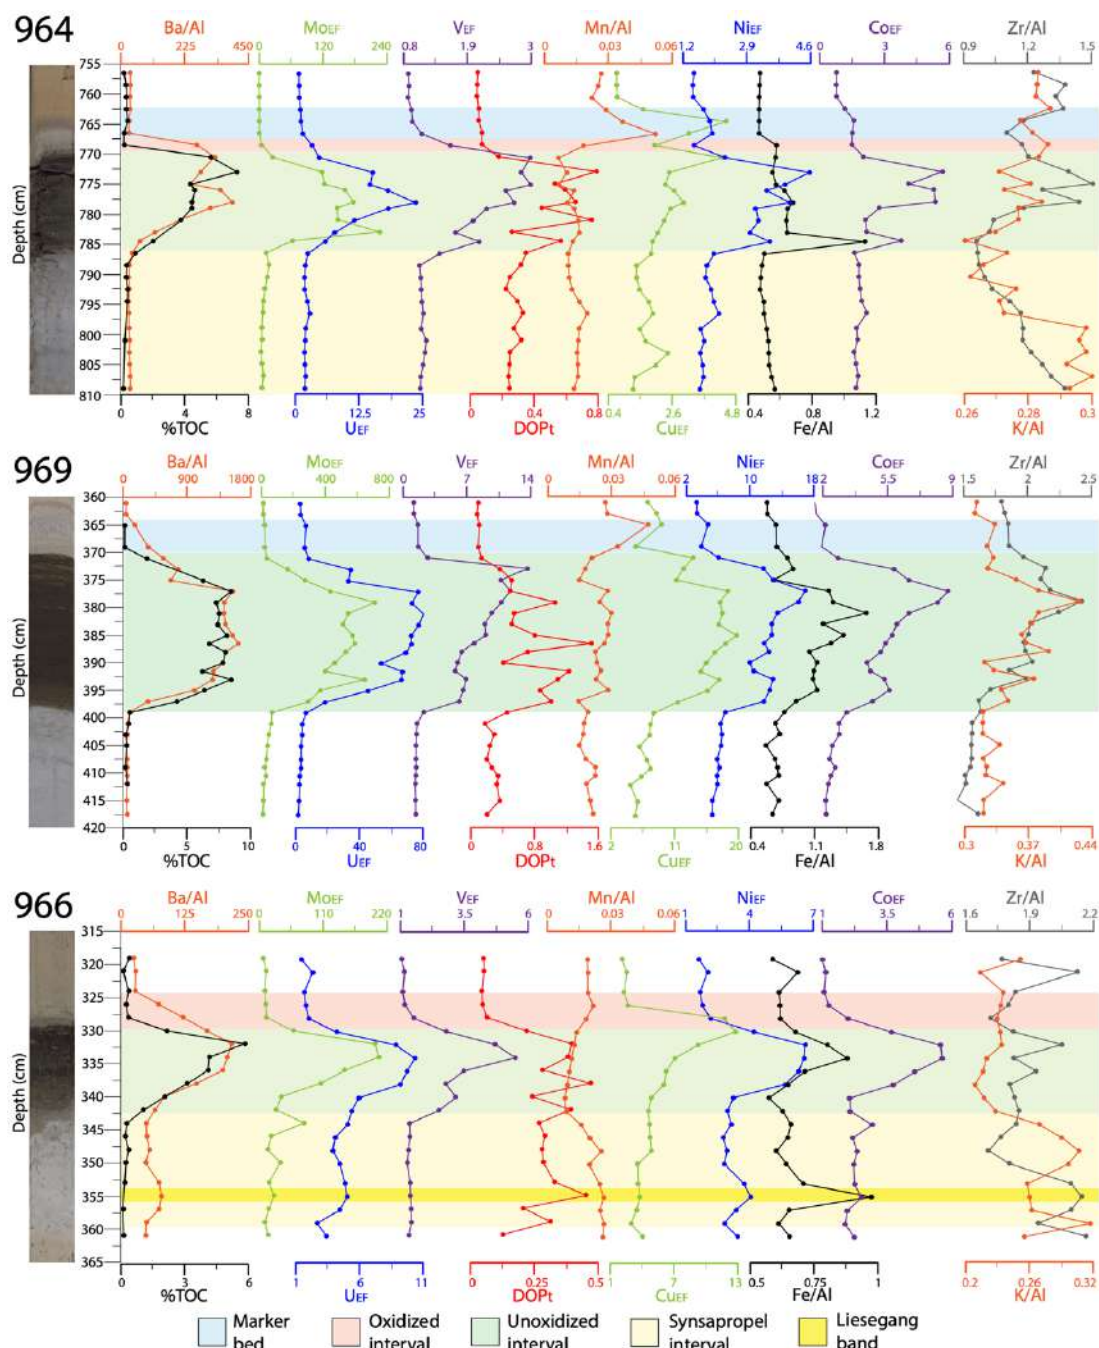 964
Ba/Al MoEF VEF Mn/Al NiEF CoEF Zr/Al
0 225 450 0 120 240 0.8 1.9 3 0 0.03 0.06 1.2 2.9 4.6 0 3 6 0.9 1.2 1.5
Depth (cm)
755
760
765
770
775
780
785
790
795
800
805
810
0 4 8 0 12.5 25 0 0.4 0.8 0.4 2.6 4.8 0.4 0.8 1.2 0.26 0.28 0.3
%TOC UEF DOPt CuEF Fe/Al K/Al
969
Ba/Al MoEF VEF Mn/Al NiEF CoEF Zr/Al
0 900 1800 0 400 800 0 7 14 0 0.03 0.06 2 10 18 2 5.5 9 1.5 2 2.5
Depth (cm)
360
365
370
375
380
385
390
395
400
405
410
415
420
0 5 10 0 40 80 0 0.8 1.6 2 11 20 0.4 1.1 1.8 0.3 0.37 0.44
%TOC UEF DOPt CuEF Fe/Al K/Al
966
Ba/Al MoEF VEF Mn/Al NiEF CoEF Zr/Al
0 125 250 0 110 220 1 3.5 6 0 0.03 0.06 1 4 7 1 3.5 6 1.6 1.9 2.2
Depth (cm)
315
320
325
330
335
340
345
350
355
360
365
0 3 6 1 6 11 0 0.25 0.5 1 7 13 0.5 0.75 1 0.2 0.26 0.32
%TOC UEF DOPt CuEF Fe/Al K/Al
Marker bed
Oxidized interval
Unoxidized interval
Synsapropel interval
Liesegang band